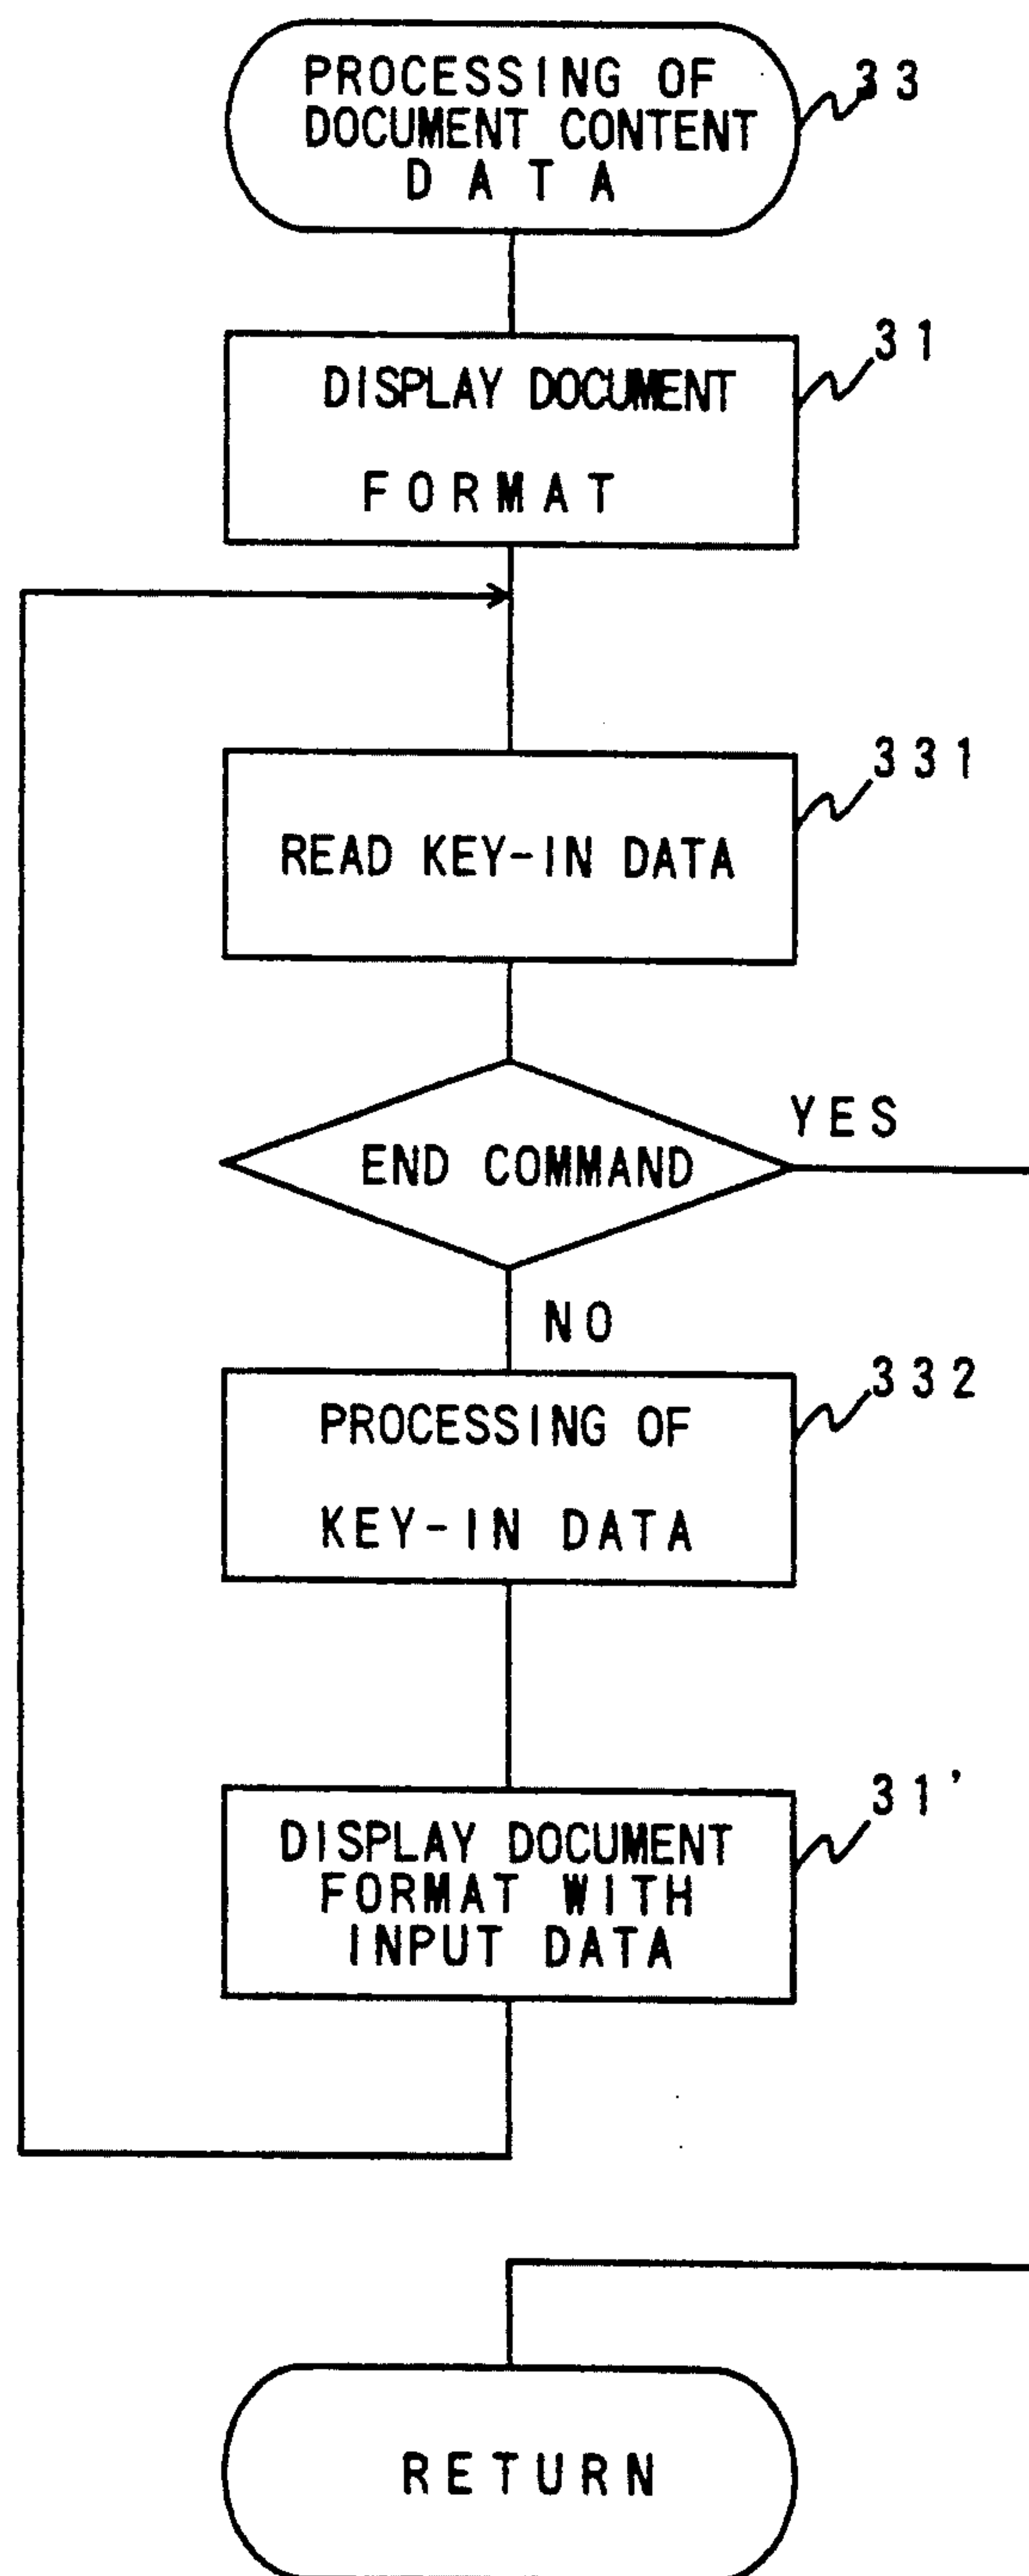 PROCESSING OF
DOCUMENT CONTENT
DATA
33
DISPLAY DOCUMENT
FORMAT
31
READ KEY-IN DATA
331
END COMMAND
YES
NO
PROCESSING OF
KEY-IN DATA
332
DISPLAY DOCUMENT
FORMAT WITH
INPUT DATA
31'
RETURN